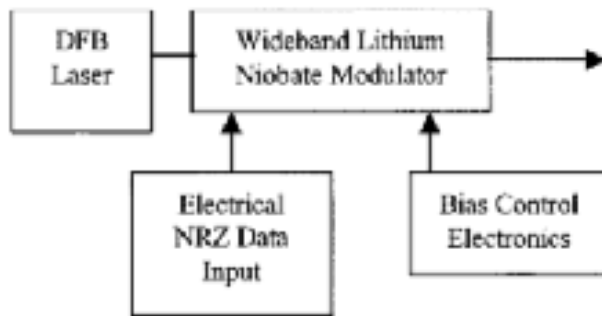 DFB
Laser
Wideband Lithium
Niobate Modulator
Electrical
NRZ Data
Input
Bias Control
Electronics